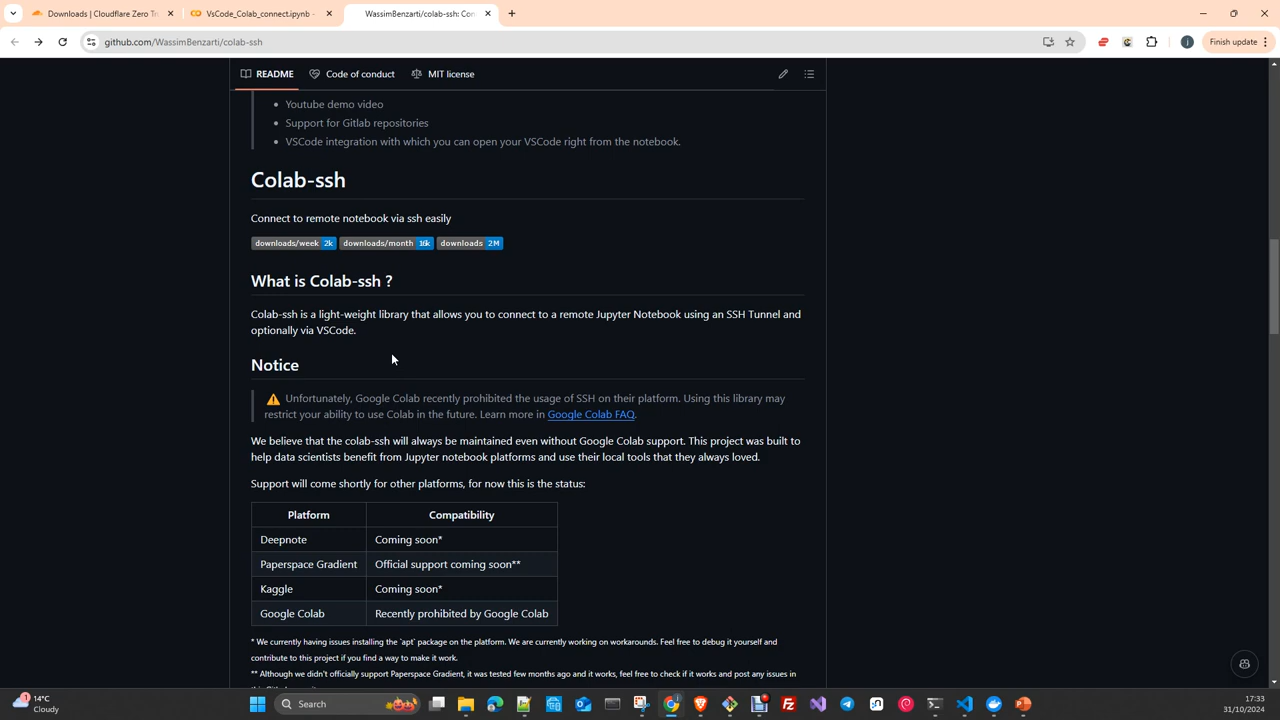 Downloads | Cloudflare Zero Tr
VsCode_Colab_connect.ipynb -
WassimBenzarti/colab-ssh: Con
github.com/WassimBenzarti/colab-ssh
Finish update
README
Code of conduct
MIT license
Youtube demo video
Support for Gitlab repositories
VSCode integration with which you can open your VSCode right from the notebook.
Colab-ssh
Connect to remote notebook via ssh easily
downloads/week 2k
downloads/month 16k
downloads 2M
What is Colab-ssh ?
Colab-ssh is a light-weight library that allows you to connect to a remote Jupyter Notebook using an SSH Tunnel and
optionally via VSCode.
Notice
Unfortunately, Google Colab recently prohibited the usage of SSH on their platform. Using this library may
restrict your ability to use Colab in the future. Learn more in Google Colab FAQ.
We believe that the colab-ssh will always be maintained even without Google Colab support. This project was built to
help data scientists benefit from Jupyter notebook platforms and use their local tools that they always loved.
Support will come shortly for other platforms, for now this is the status:
Platform Compatibility
Deepnote Coming soon*
Paperspace Gradient Official support coming soon**
Kaggle Coming soon*
Google Colab Recently prohibited by Google Colab
* We currently having issues installing the `apt` package on the platform. We are currently working on workarounds. Feel free to debug it yourself and
contribute to this project if you find a way to make it work.
** Although we didn't officially support Paperspace Gradient, it was tested few months ago and it works, feel free to check if it works and post any issues in
14°C
Cloudy
Search
17:33
31/10/2024